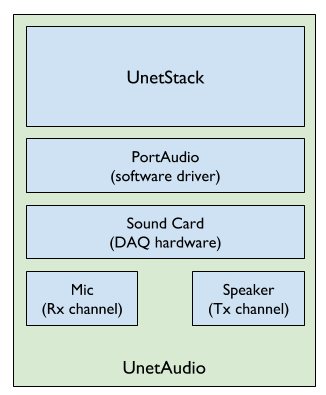 UnetStack
PortAudio
(software driver)
Sound Card
(DAQ hardware)
Mic
(Rx channel)
Speaker
(Tx channel)
UnetAudio